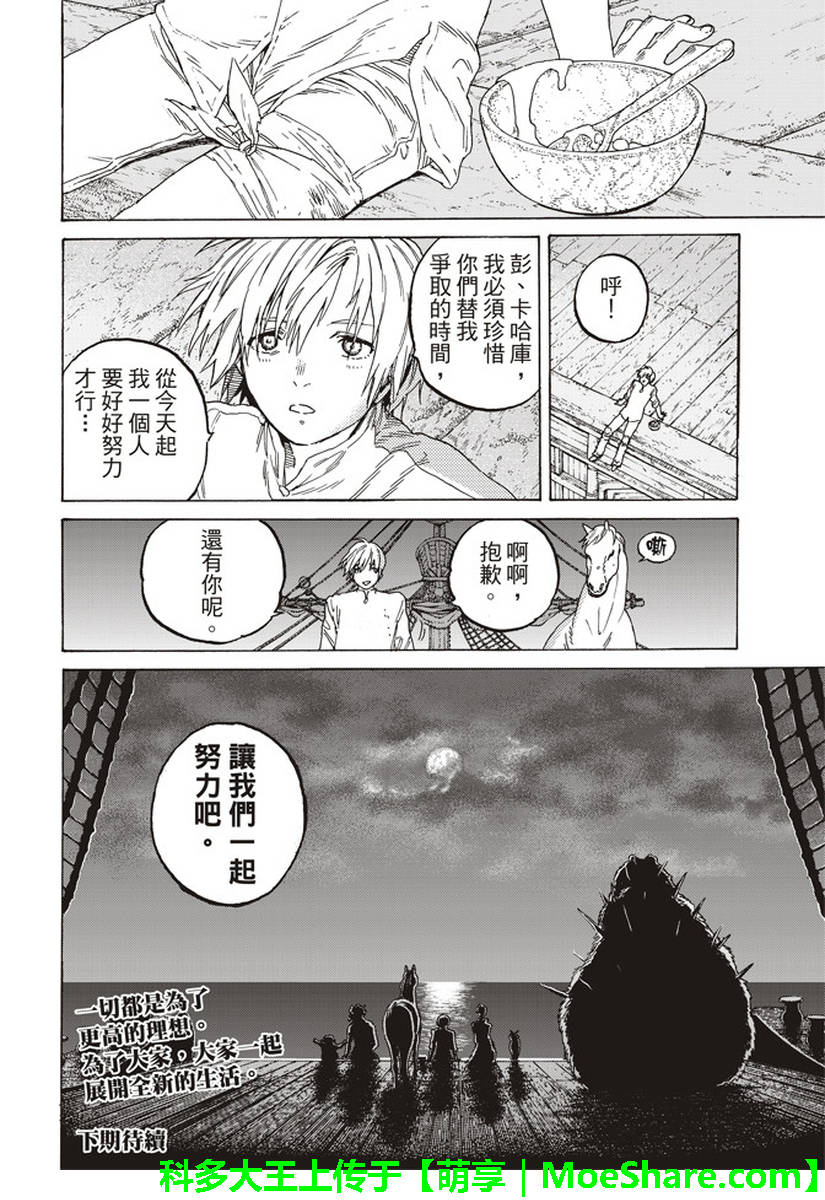 呼！
彭、卡哈庫，
我必須珍惜
你們替我
爭取的時間，
從今天起
我一個人
要好好努力
才行…
嘶
啊啊，
抱歉。
還有你呢。
讓我們一起
努力吧。
一切都是為了
更高的理想。
為了大家，大家一起
展開全新的生活。
下期待續
科多大王上传于【萌享|MoeShare.com】